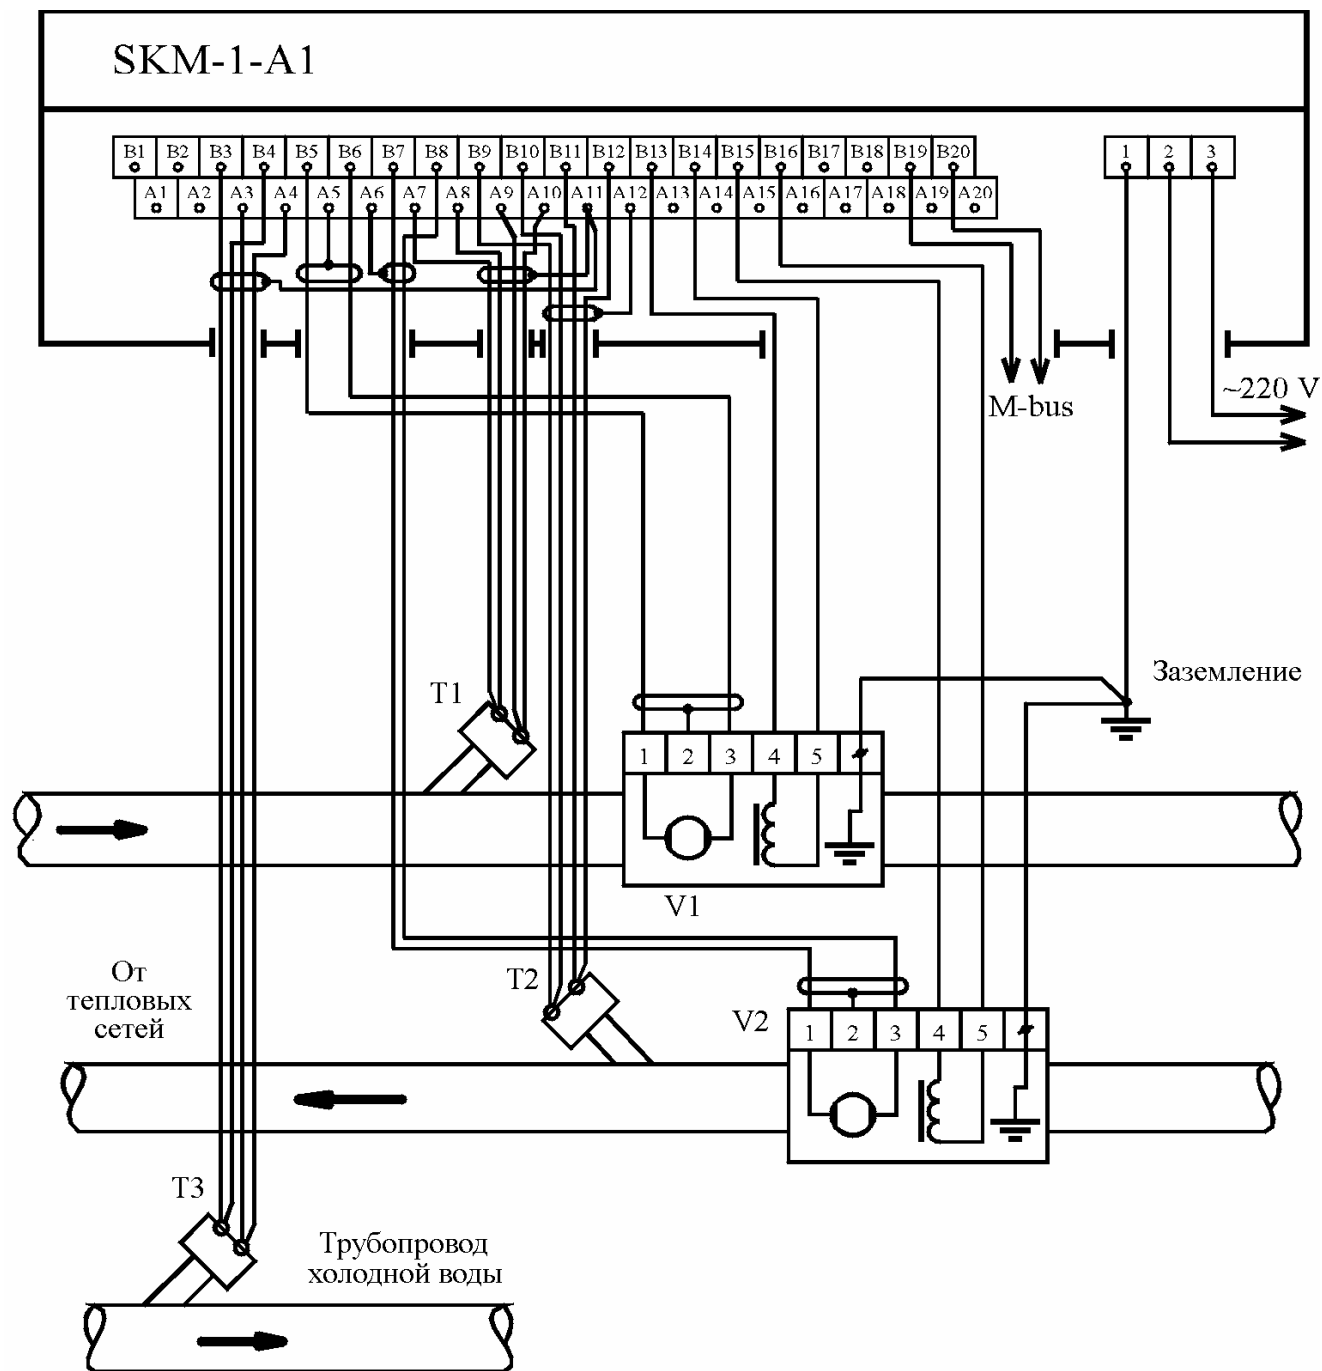 SKM-1-A1
B1 B2 B3 B4 B5 B6 B7 B8 B9 B10 B11 B12 B13 B14 B15 B16 B17 B18 B19 B20
1 2 3
A1 A2 A3 A4 A5 A6 A7 A8 A9 A10 A11 A12 A13 A14 A15 A16 A17 A18 A19 A20
~220 V
M-bus
Заземление
T1
1 2 3 4 5
V1
От
тепловых
сетей
T2
V2
1 2 3 4 5
T3
Трубопровод
холодной воды